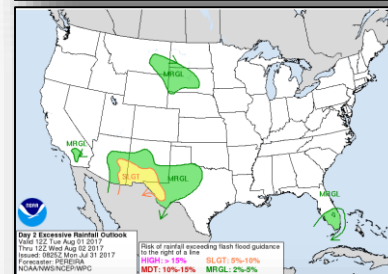 MRGL
MRGL
SLGT
MRGL
MRGL
NOAA
Day 2 Excessive Rainfall Outlook
Valid 12Z Tue Aug 01 2017
Thru 12Z Wed Aug 02 2017
Issued: 0825Z Mon Jul 31 2017
Forecaster: PEREIRA
NOAA/NWS/NCEP/WPC
Risk of rainfall exceeding flash flood guidance
to the right of a line
HIGH: > 15% SLGT: 5%-10%
MDT: 10%-15% MRGL: 2%-5%